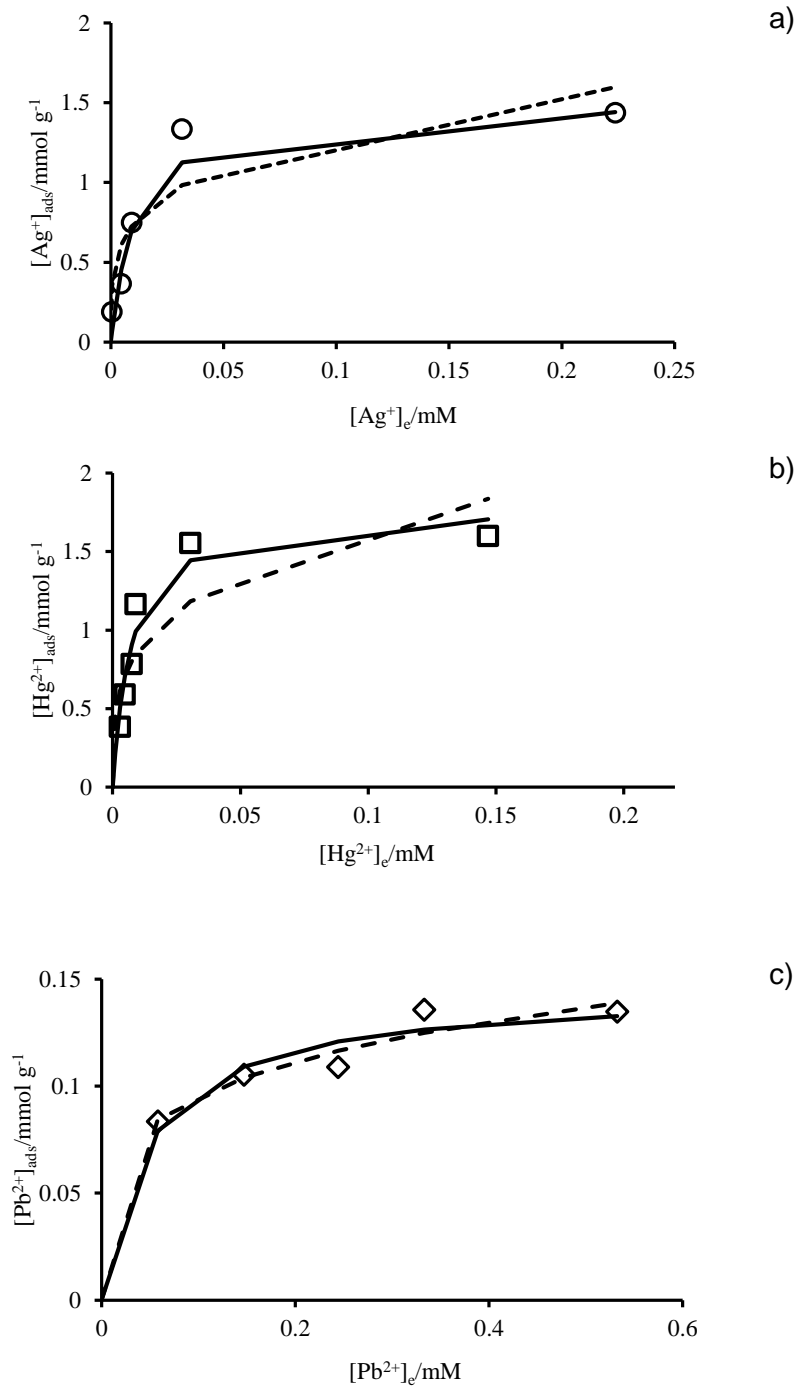 a)
2
1.5
1
0.5
0
[Ag⁺]ads/mmol g⁻¹
0 0.05 0.1 0.15 0.2 0.25
[Ag⁺]e/mM
b)
2
1.5
1
0.5
0
[Hg²⁺]ads/mmol g⁻¹
0 0.05 0.1 0.15 0.2
[Hg²⁺]e/mM
c)
0.15
0.1
0.05
0
[Pb²⁺]ads/mmol g⁻¹
0 0.2 0.4 0.6
[Pb²⁺]e/mM